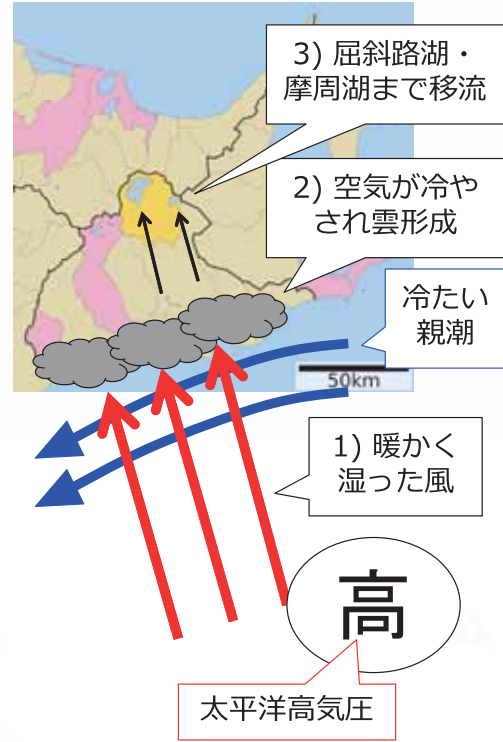 3) 屈斜路湖・
摩周湖まで移流
2) 空気が冷や
され雲形成
冷たい
親潮
50km
1) 暖かく
湿った風
高
太平洋高気圧